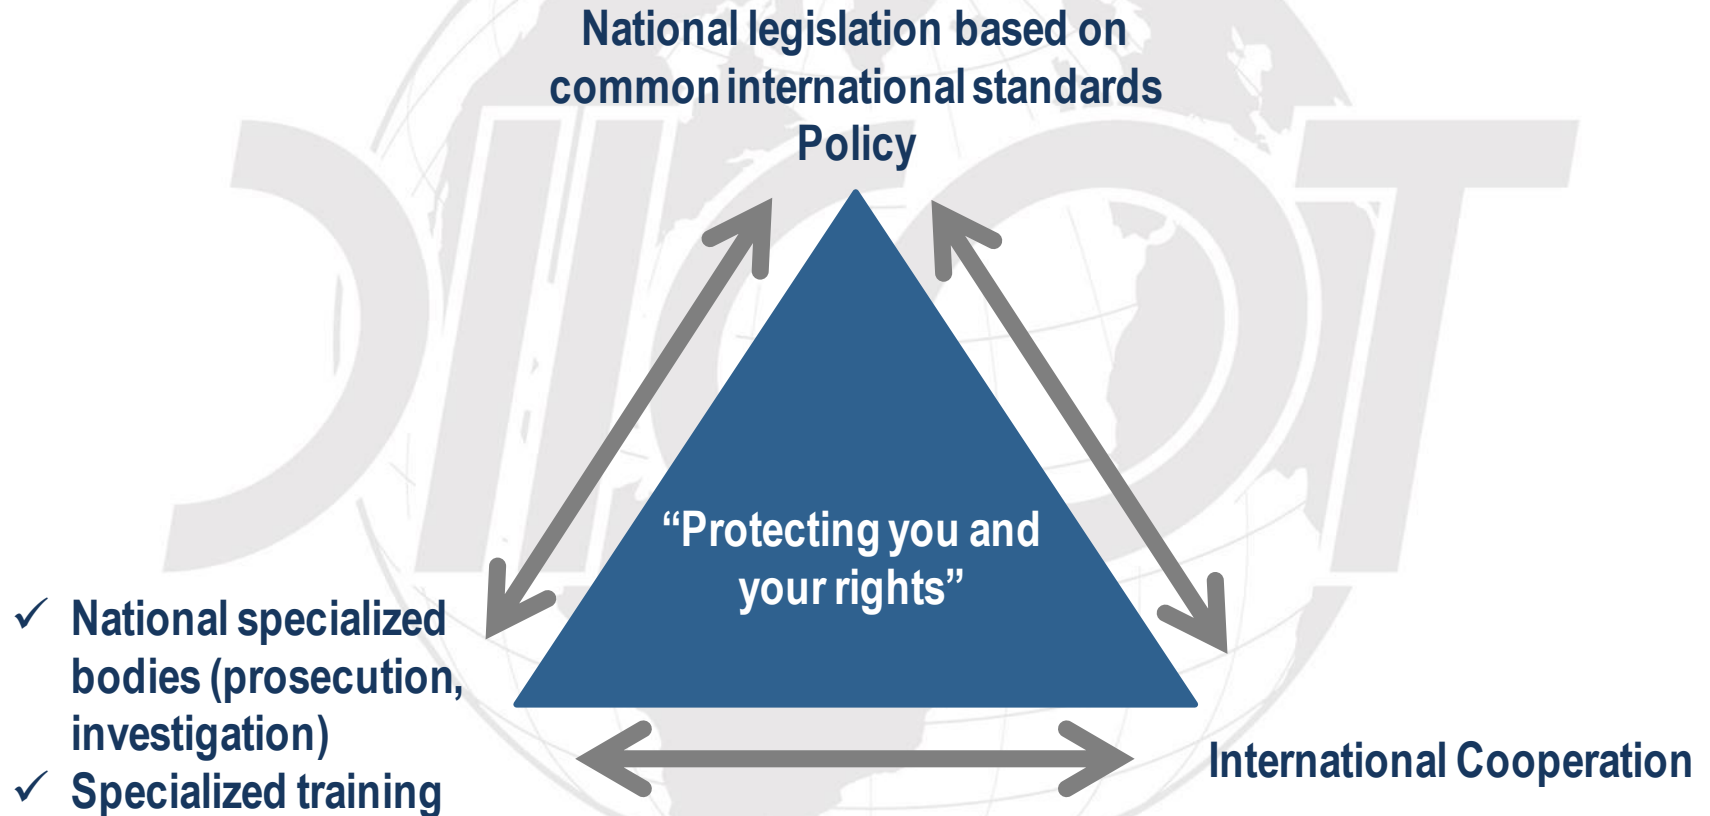 National legislation based on
common international standards
Policy
“Protecting you and
your rights”
✓ National specialized
bodies (prosecution,
investigation)
✓ Specialized training
International Cooperation
DIICOT